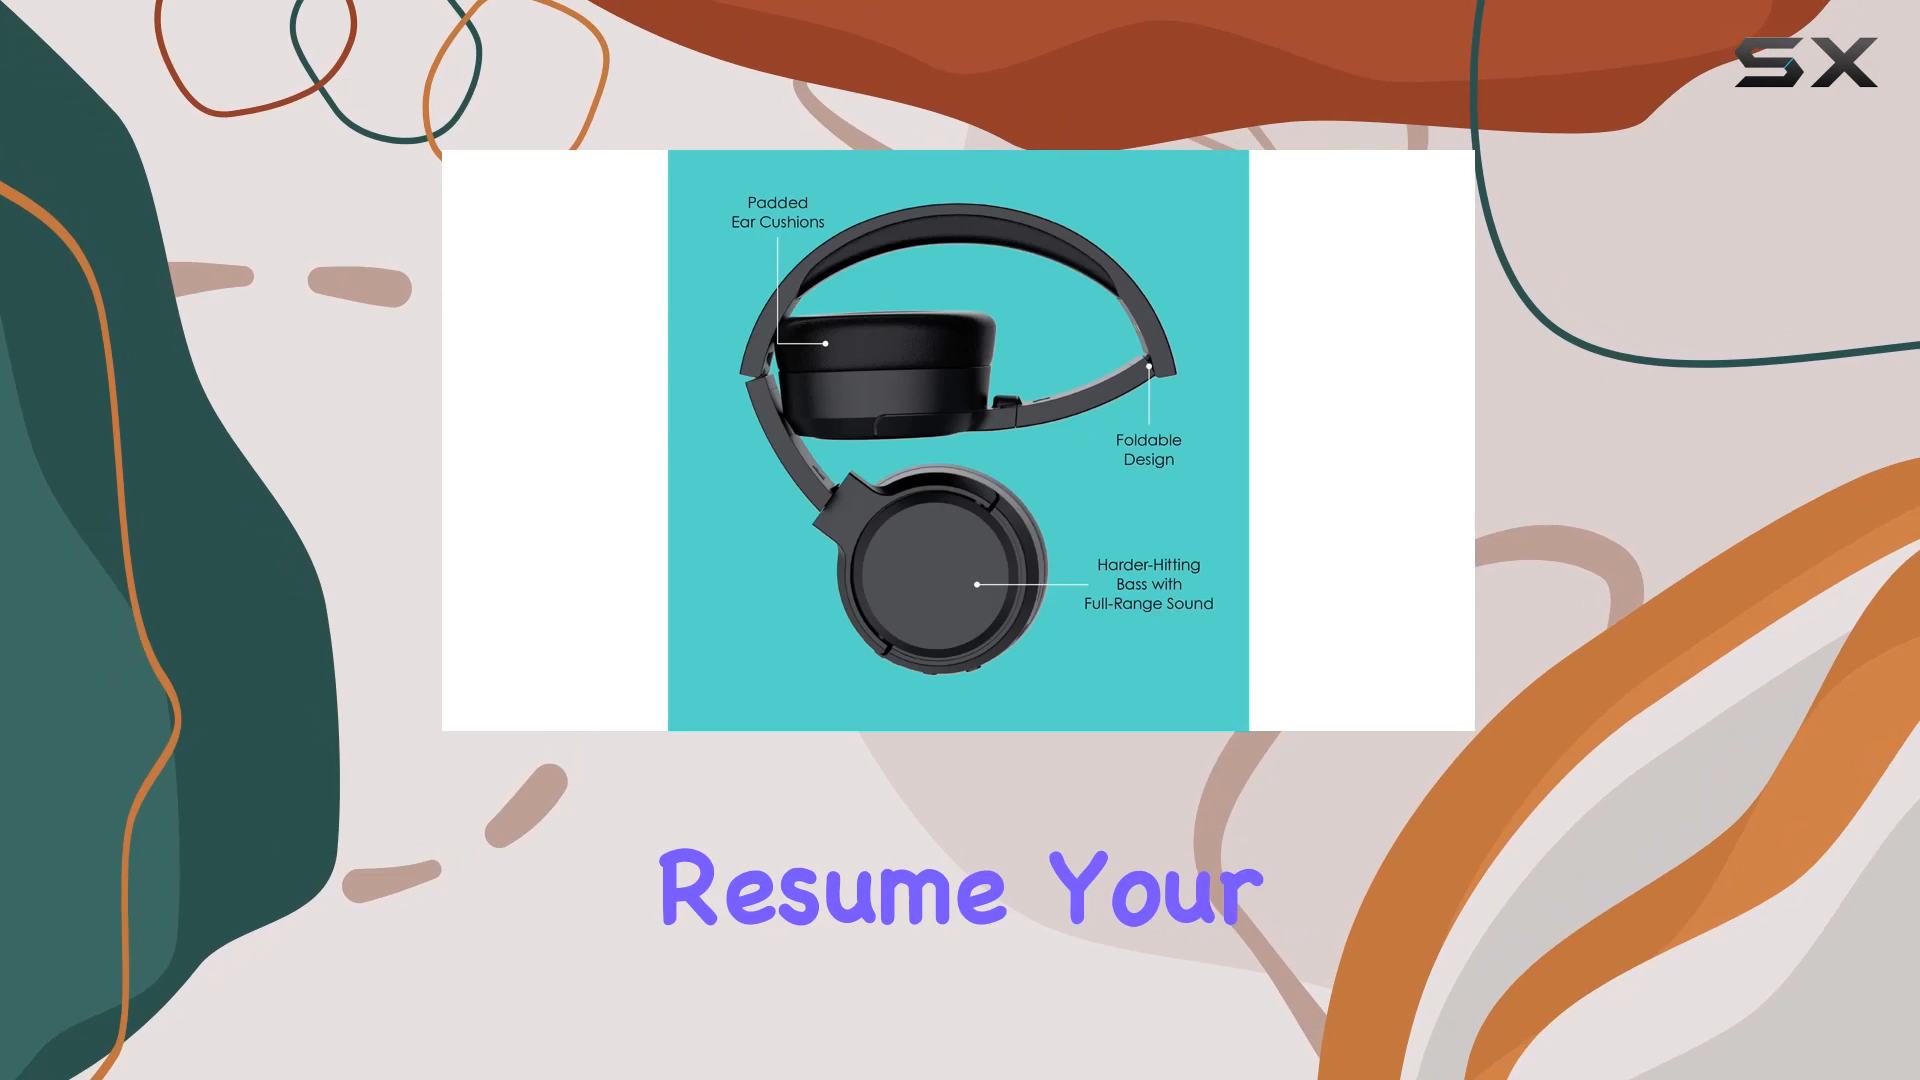 SX
Padded
Ear Cushions
Foldable
Design
Harder-Hitting
Bass with
Full-Range Sound
Resume Your